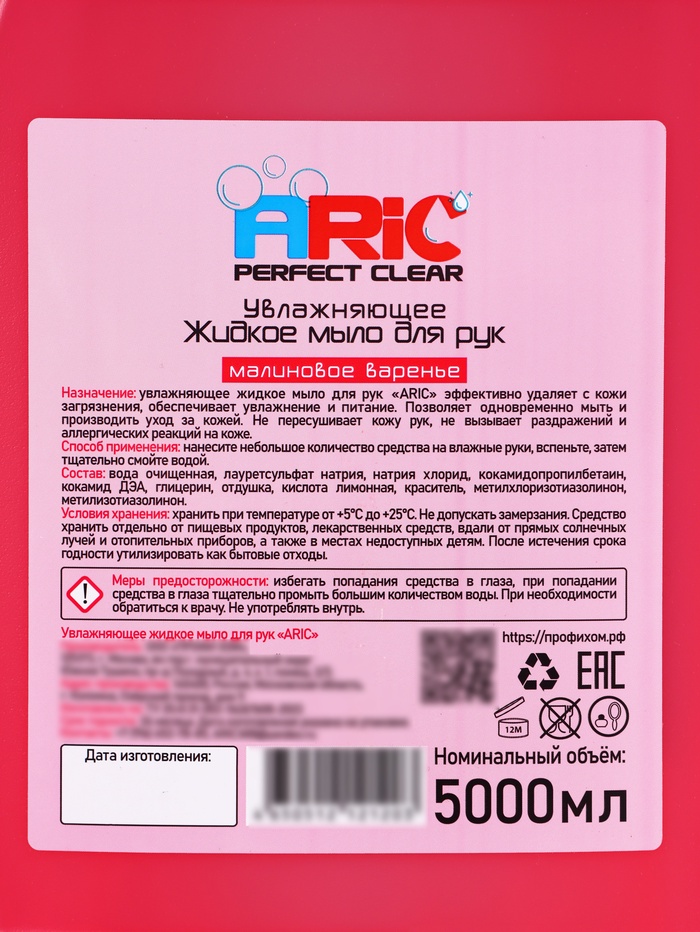 ARiC
PERFECT CLEAR
Увлажняющее
Жидкое мыло для рук
малиновое варенье
Назначение: увлажняющее жидкое мыло для рук «ARIC» эффективно удаляет с кожи
загрязнения, обеспечивает увлажнение и питание. Позволяет одновременно мыть и
производить уход за кожей. Не пересушивает кожу рук, не вызывает раздражений и
аллергических реакций на коже.
Способ применения: нанесите небольшое количество средства на влажные руки, вспеньте, затем
тщательно смойте водой.
Состав: вода очищенная, лауретсульфат натрия, натрия хлорид, кокамидопропилбетаин,
кокамид ДЭА, глицерин, отдушка, кислота лимонная, краситель, метилхлоризотиазолинон,
метилизотиазолинон.
Условия хранения: хранить при температуре от +5°С до +25°С. Не допускать замерзания. Средство
хранить отдельно от пищевых продуктов, лекарственных средств, вдали от прямых солнечных
лучей и отопительных приборов, а также в местах недоступных детям. После истечения срока
годности утилизировать как бытовые отходы.
Меры предосторожности: избегать попадания средства в глаза, при попадании
средства в глаза тщательно промыть большим количеством воды. При необходимости
обратиться к врачу. Не употреблять внутрь.
Увлажняющее жидкое мыло для рук «ARIC»
https://профихом.рф
EAC
12М
Дата изготовления:
Номинальный объём:
5000мл